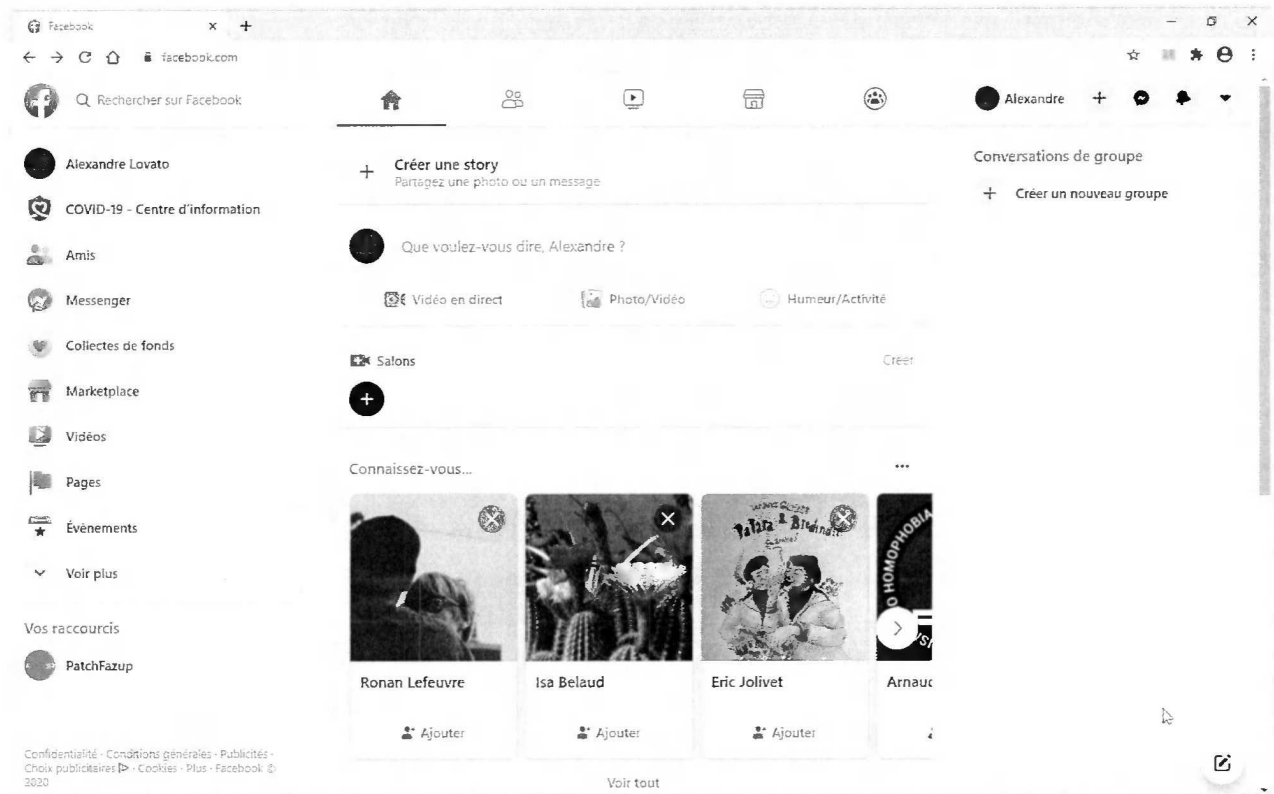 Facebook
facebook.com
Rechercher sur Facebook
Alexandre
Alexandre Lovato
COVID-19 - Centre d'information
Amis
Messenger
Collectes de fonds
Marketplace
Vidéos
Pages
Évènements
Voir plus
Vos raccourcis
PatchFazup
Confidentialité · Conditions générales · Publicités ·
Choix publicitaires · Cookies · Plus · Facebook ©
2020
Créer une story
Partagez une photo ou un message
Que voulez-vous dire, Alexandre ?
Vidéo en direct
Photo/Vidéo
Humeur/Activité
Salons
Créer
Connaissez-vous...
HOMOPHOBIA
Ronan Lefeuvre
Isa Belaud
Eric Jolivet
Arnaud
Ajouter
Ajouter
Ajouter
Voir tout
Conversations de groupe
Créer un nouveau groupe